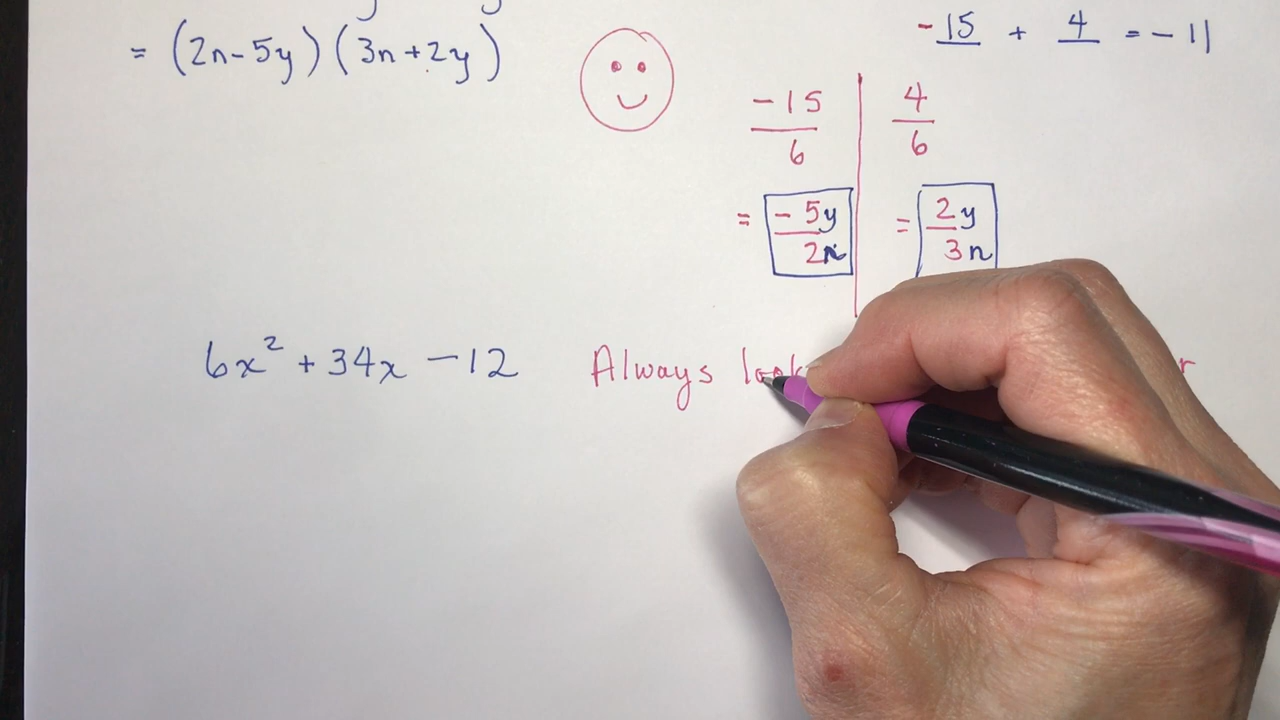 = (2n-5y)(3n+2y)
-15 + 4 = -11
-15/6 | 4/6
= -5y/2n | = 2y/3n
6x² + 34x - 12 Always look